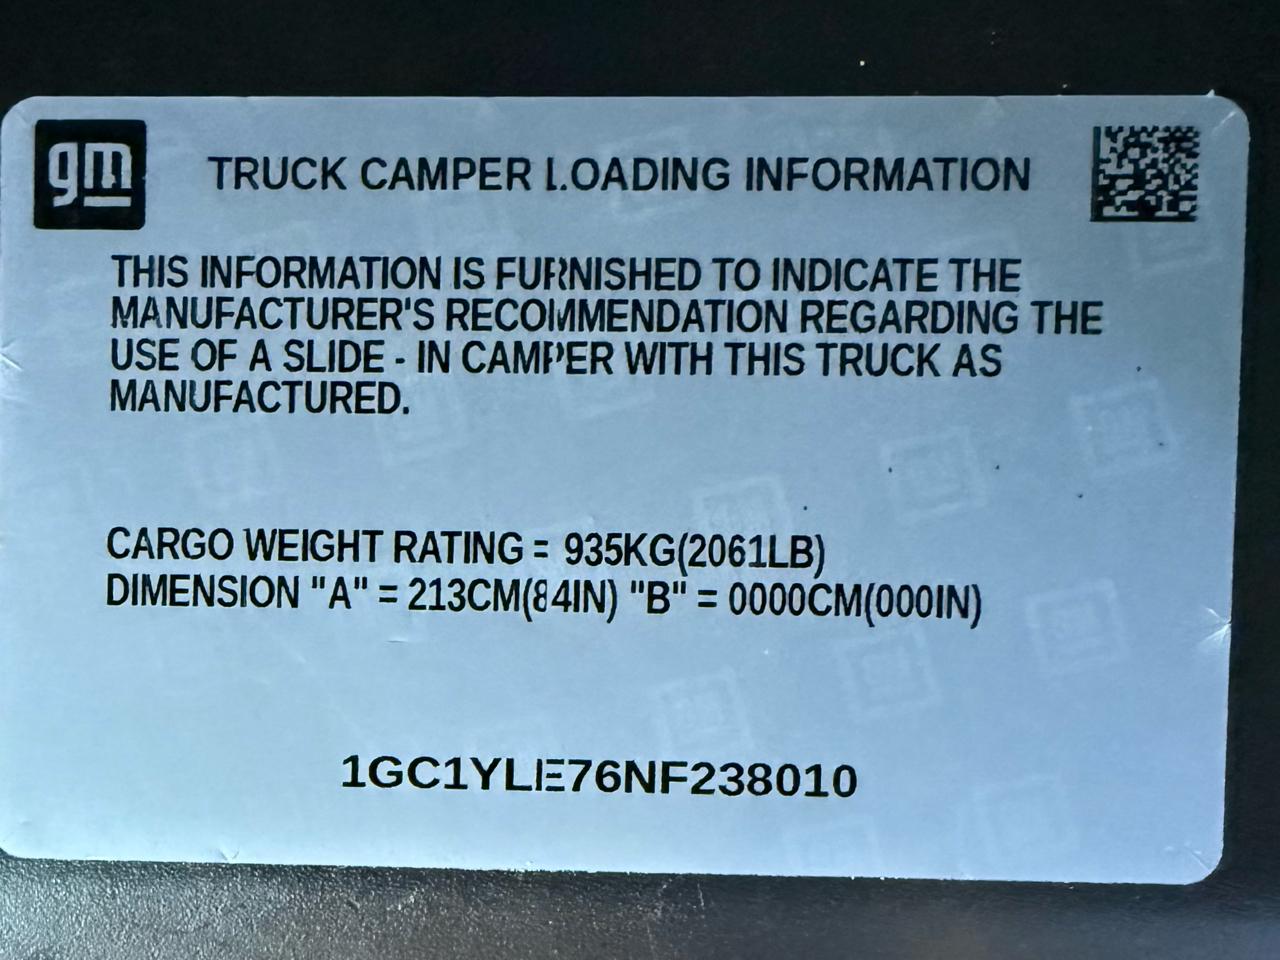 gm
TRUCK CAMPER LOADING INFORMATION
THIS INFORMATION IS FURNISHED TO INDICATE THE
MANUFACTURER'S RECOMMENDATION REGARDING THE
USE OF A SLIDE - IN CAMPER WITH THIS TRUCK AS
MANUFACTURED.
CARGO WEIGHT RATING = 935KG(2061LB)
DIMENSION "A" = 213CM(84IN) "B" = 0000CM(000IN)
1GC1YLE76NF238010